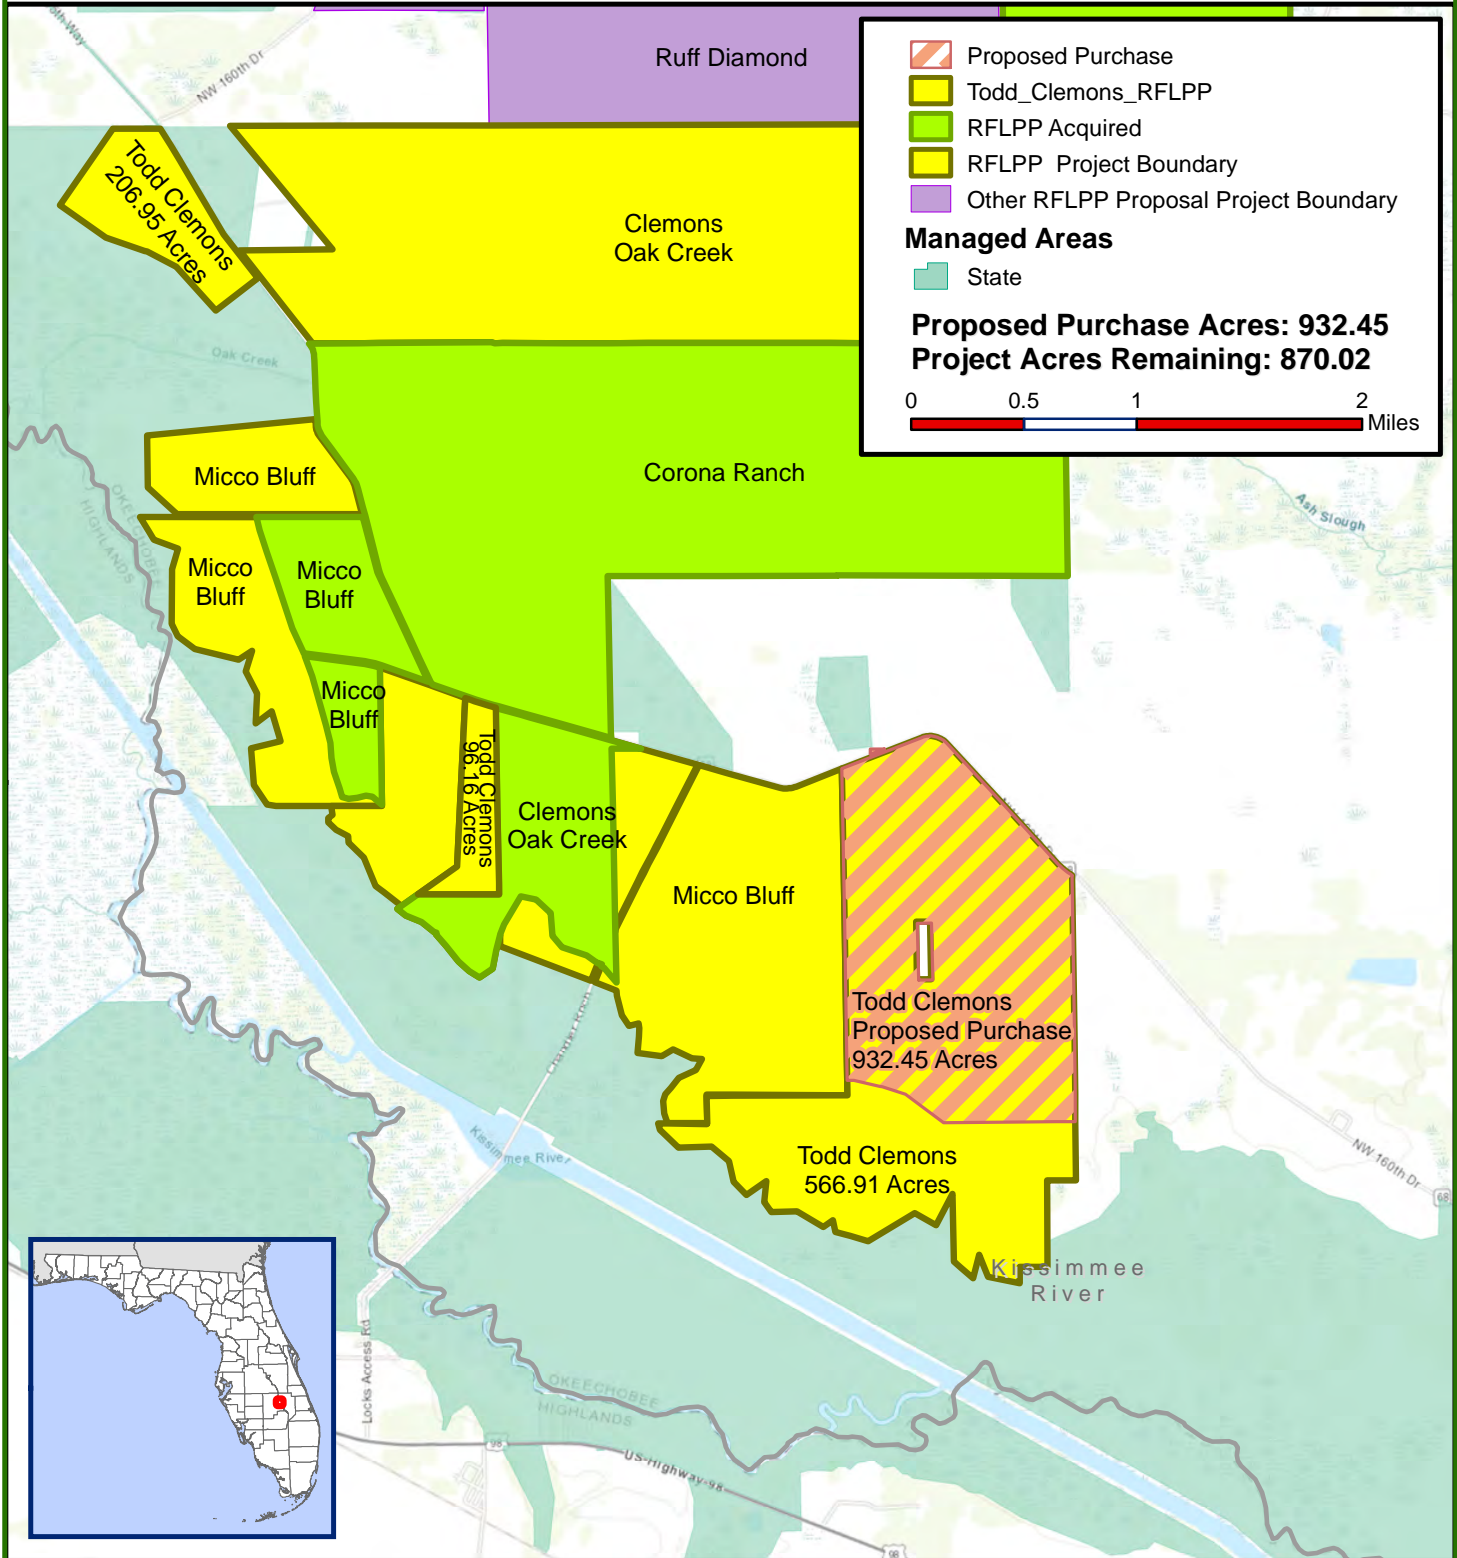 Ruff Diamond
NW 160th Dr
Proposed Purchase
Todd_Clemons_RFLPP
RFLPP Acquired
RFLPP Project Boundary
Other RFLPP Proposal Project Boundary
Managed Areas
State
Proposed Purchase Acres: 932.45
Project Acres Remaining: 870.02
0 0.5 1 2
Miles
Todd Clemons
206.95 Acres
Clemons
Oak Creek
Oak Creek
Corona Ranch
Micco Bluff
OKEECHOBEE
HIGHLANDS
Ash Slough
Micco
Bluff
Micco
Bluff
Micco
Bluff
Todd Clemons
96.16 Acres
Clemons
Oak Creek
Micco Bluff
Todd Clemons
Proposed Purchase
932.45 Acres
Kissimmee River
Todd Clemons
566.91 Acres
NW 160th Dr
68
Kissimmee
River
Locks Access Rd
OKEECHOBEE
HIGHLANDS
98
US-Highway-98
98